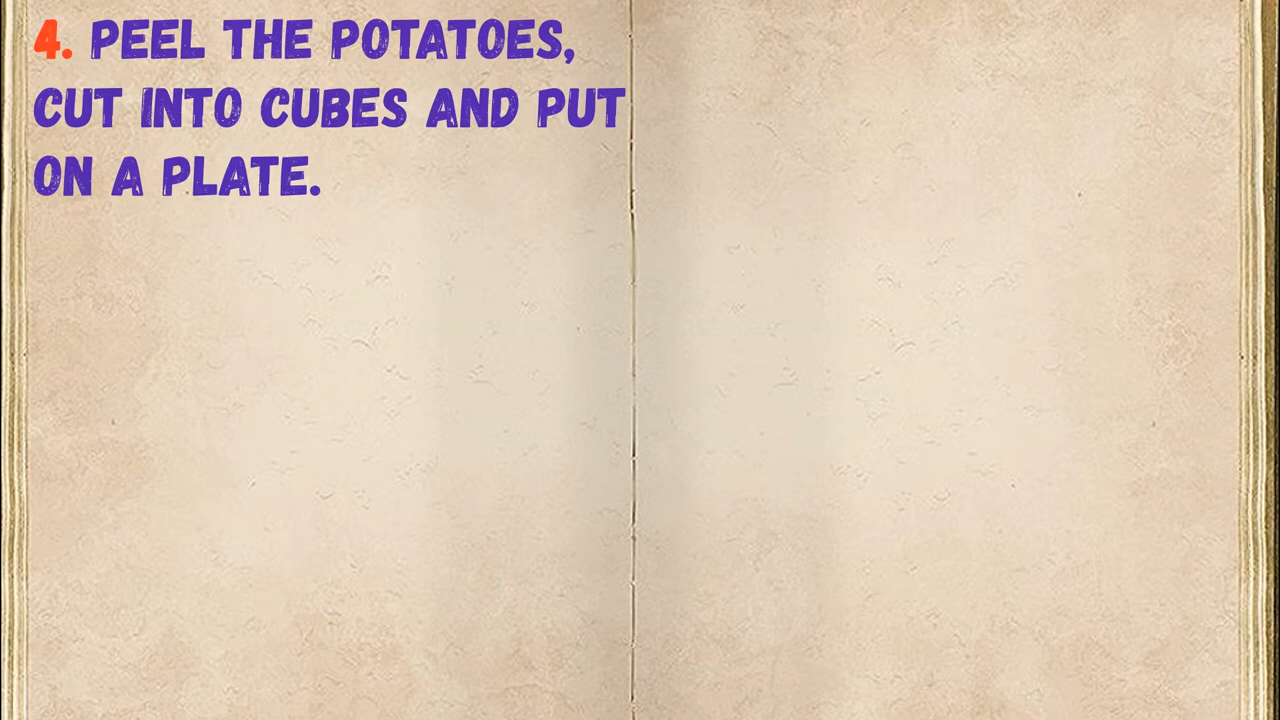 4. PEEL THE POTATOES,
CUT INTO CUBES AND PUT
ON A PLATE.